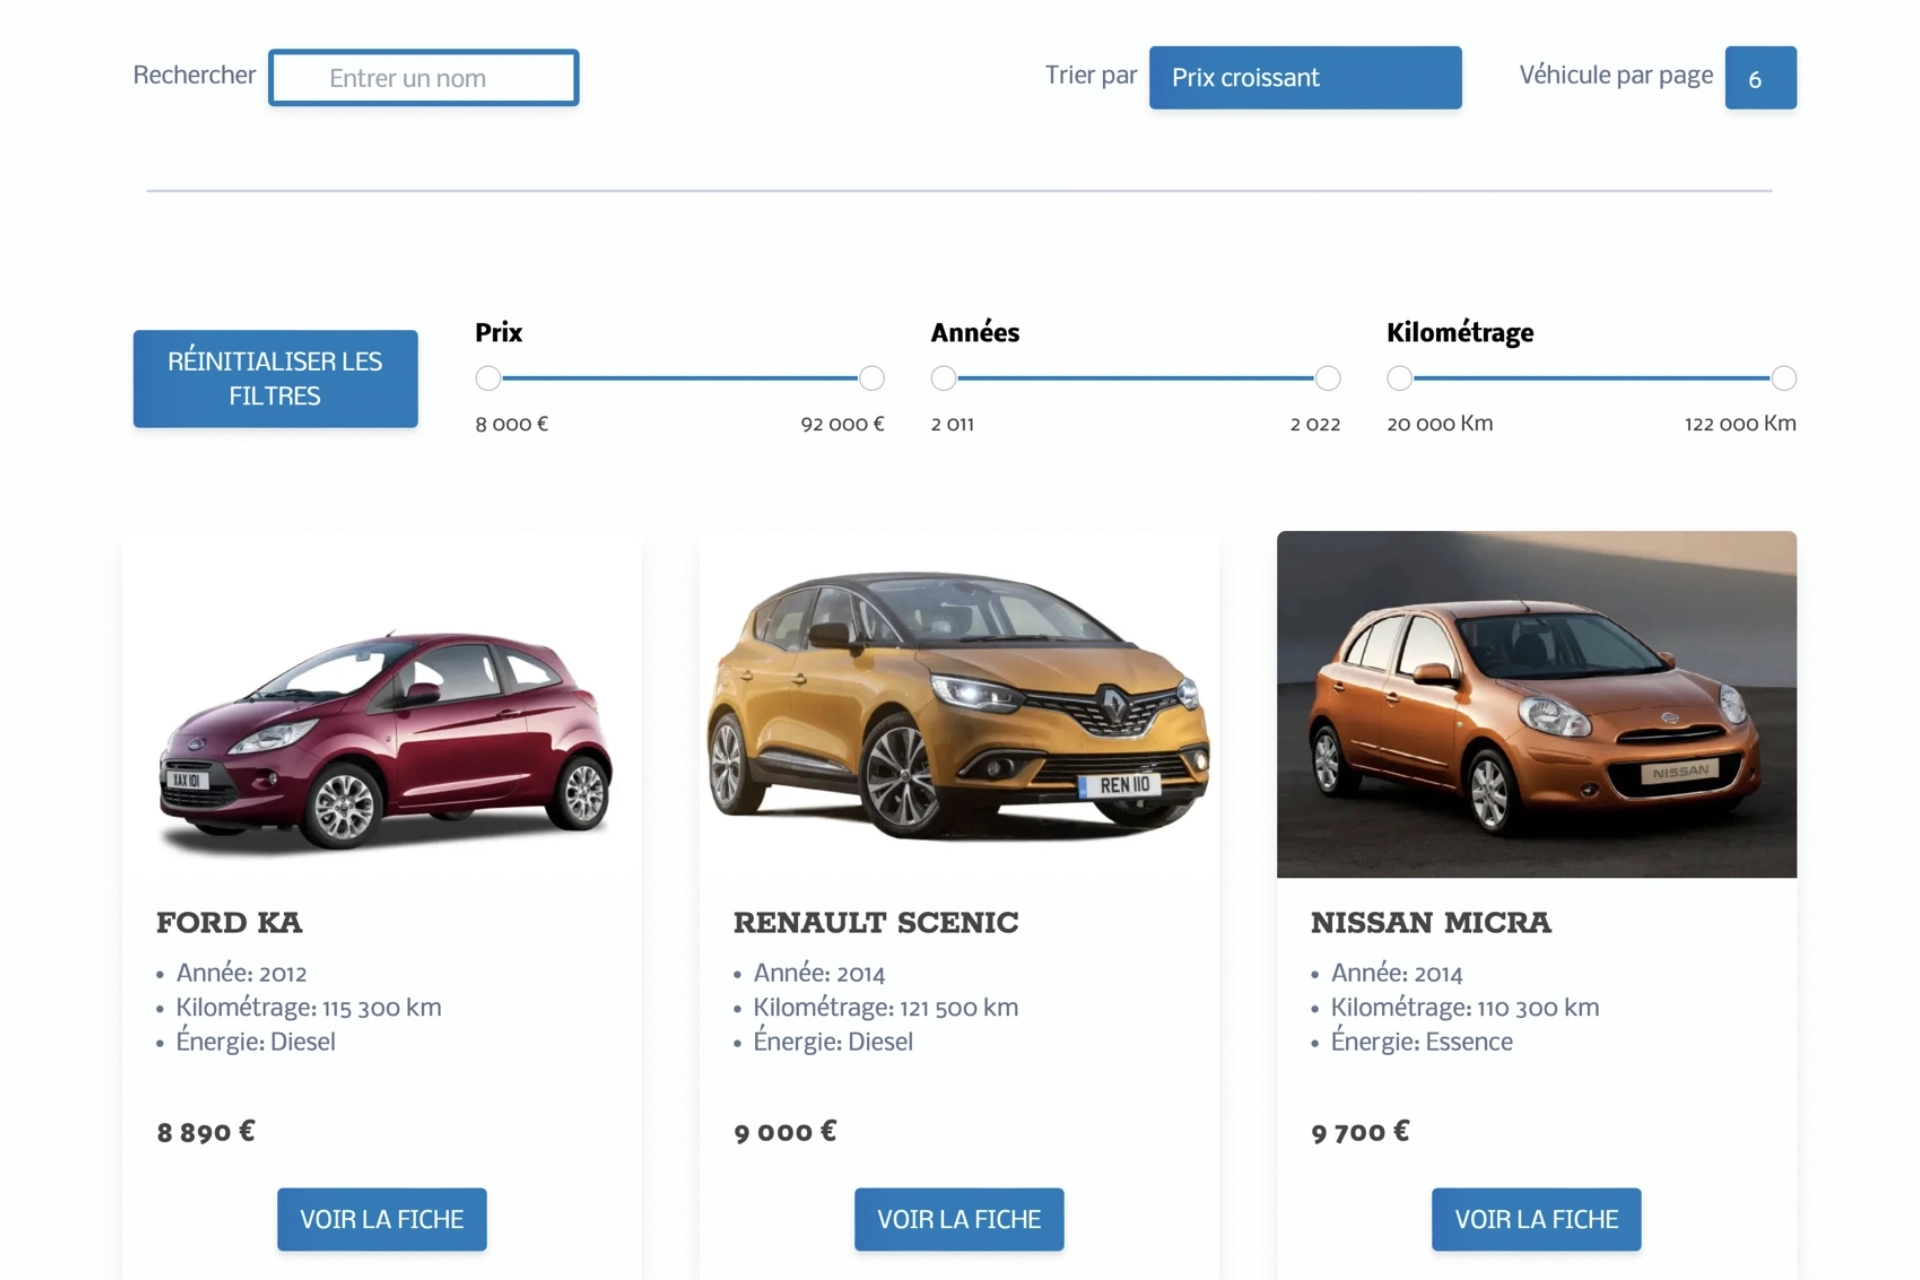 Rechercher
Entrer un nom
Trier par
Prix croissant
Véhicule par page
6
RÉINITIALISER LES
FILTRES
Prix
8 000 €
92 000 €
Années
2 011
2 022
Kilométrage
20 000 Km
122 000 Km
XAX 101
REN 110
NISSAN
FORD KA
• Année: 2012
• Kilométrage: 115 300 km
• Énergie: Diesel
8 890 €
VOIR LA FICHE
RENAULT SCENIC
• Année: 2014
• Kilométrage: 121 500 km
• Énergie: Diesel
9 000 €
VOIR LA FICHE
NISSAN MICRA
• Année: 2014
• Kilométrage: 110 300 km
• Énergie: Essence
9 700 €
VOIR LA FICHE